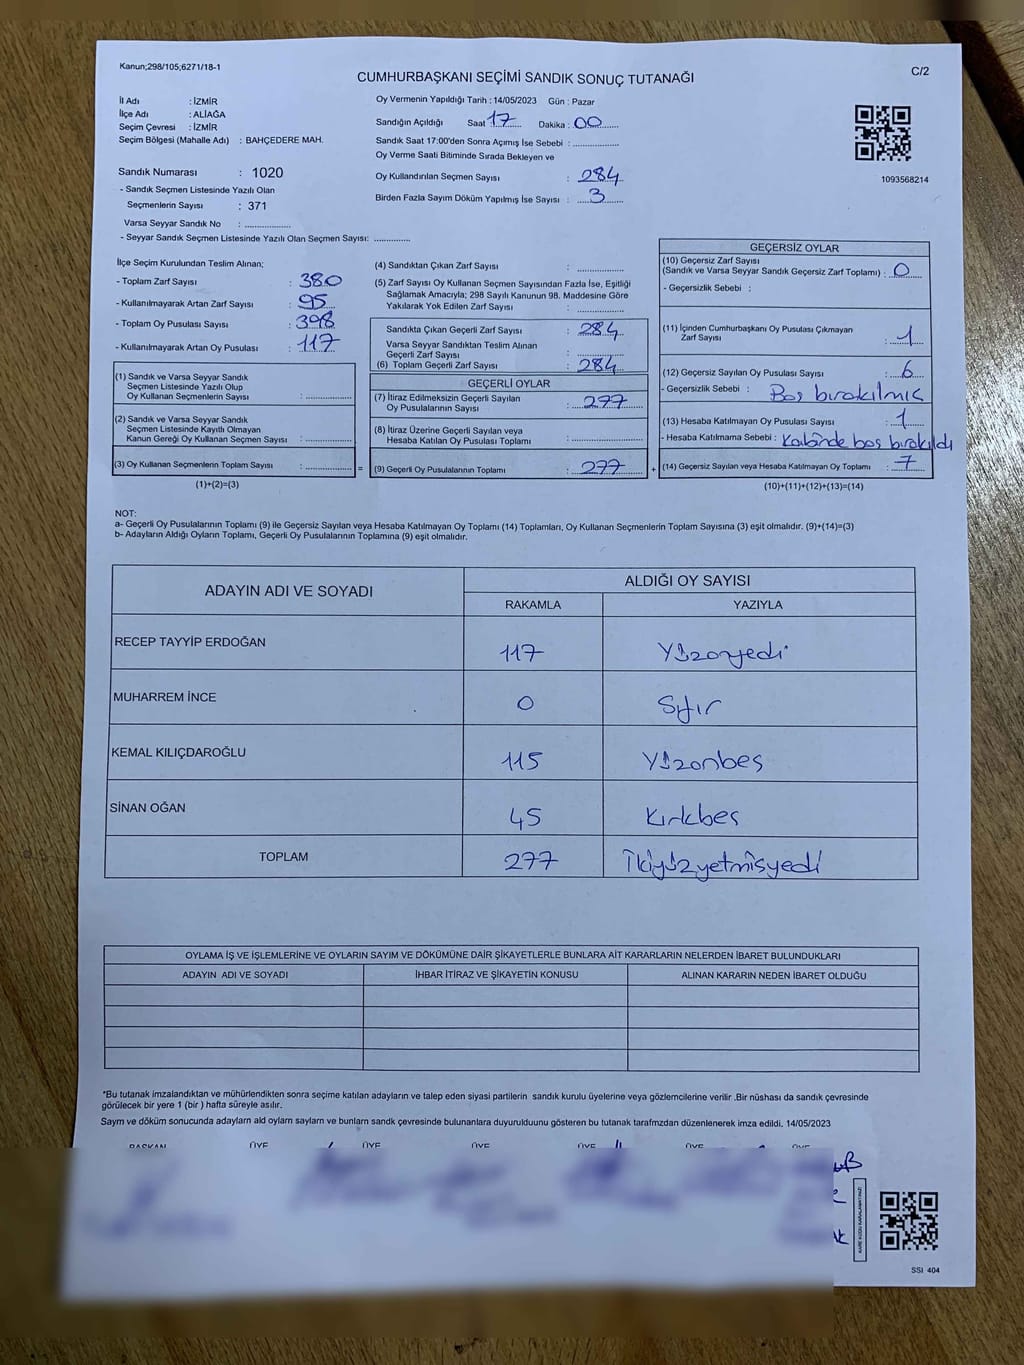 Kanun;298/105;6271/18-1
CUMHURBAŞKANI SEÇİMİ SANDIK SONUÇ TUTANAĞI
C/2
İl Adı : İZMİR
İlçe Adı : ALİAĞA
Seçim Çevresi : İZMİR
Seçim Bölgesi (Mahalle Adı) : BAHÇEDERE MAH.
Sandık Numarası : 1020
- Sandık Seçmen Listesinde Yazılı Olan
Seçmenlerin Sayısı : 371
Varsa Seyyar Sandık No : ................
- Seyyar Sandık Seçmen Listesinde Yazılı Olan Seçmen Sayısı: ............
Oy Vermenin Yapıldığı Tarih : 14/05/2023 Gün : Pazar
Sandığın Açıldığı Saat 17 Dakika : 00
Sandık Saat 17:00'den Sonra Açımış İse Sebebi : ................
Oy Verme Saati Bitiminde Sırada Bekleyen ve
Oy Kullandırılan Seçmen Sayısı : 284
Birden Fazla Sayım Döküm Yapılmış İse Sayısı : 3
1093568214
İlçe Seçim Kurulundan Teslim Alınan;
- Toplam Zarf Sayısı : 380
- Kullanılmayarak Artan Zarf Sayısı : 95
- Toplam Oy Pusulası Sayısı : 398
- Kullanılmayarak Artan Oy Pusulası : 117
(1) Sandık ve Varsa Seyyar Sandık
Seçmen Listesinde Yazılı Olup
Oy Kullanan Seçmenlerin Sayısı : ................
(2) Sandık ve Varsa Seyyar Sandık
Seçmen Listesinde Kayıtlı Olmayan
Kanun Gereği Oy Kullanan Seçmen Sayısı : ................
(3) Oy Kullanan Seçmenlerin Toplam Sayısı : ................ =
(1)+(2)=(3)
(4) Sandıktan Çıkan Zarf Sayısı : ................
(5) Zarf Sayısı Oy Kullanan Seçmen Sayısından Fazla İse, Eşitliği
Sağlamak Amacıyla; 298 Sayılı Kanunun 98. Maddesine Göre
Yakılarak Yok Edilen Zarf Sayısı : ................
Sandıkta Çıkan Geçerli Zarf Sayısı : 284
Varsa Seyyar Sandıktan Teslim Alınan
Geçerli Zarf Sayısı : ................
(6) Toplam Geçerli Zarf Sayısı : 284
GEÇERLİ OYLAR
(7) İtiraz Edilmeksizin Geçerli Sayılan
Oy Pusulalarının Sayısı : 277
(8) İtiraz Üzerine Geçerli Sayılan veya
Hesaba Katılan Oy Pusulası Toplamı : ................
(9) Geçerli Oy Pusulalarının Toplamı : 277 +
GEÇERSİZ OYLAR
(10) Geçersiz Zarf Sayısı
(Sandık ve Varsa Seyyar Sandık Geçersiz Zarf Toplamı) : 0
- Geçersizlik Sebebi :
(11) İçinden Cumhurbaşkanı Oy Pusulası Çıkmayan
Zarf Sayısı : 1
(12) Geçersiz Sayılan Oy Pusulası Sayısı : 6
- Geçersizlik Sebebi : Boş bırakılmış
(13) Hesaba Katılmayan Oy Pusulası Sayısı : 1
- Hesaba Katılmama Sebebi : Kabinde boş bırakıldı
(14) Geçersiz Sayılan veya Hesaba Katılmayan Oy Toplamı : 7
(10)+(11)+(12)+(13)=(14)
NOT:
a- Geçerli Oy Pusulalarının Toplamı (9) ile Geçersiz Sayılan veya Hesaba Katılmayan Oy Toplamı (14) Toplamları, Oy Kullanan Seçmenlerin Toplam Sayısına (3) eşit olmalıdır. (9)+(14)=(3)
b- Adayların Aldığı Oyların Toplamı, Geçerli Oy Pusulalarının Toplamına (9) eşit olmalıdır.
ADAYIN ADI VE SOYADI ALDIĞI OY SAYISI
RAKAMLA YAZIYLA
RECEP TAYYİP ERDOĞAN 117 Yüzonyedi
MUHARREM İNCE 0 Sıfır
KEMAL KILIÇDAROĞLU 115 Yüzonbeş
SİNAN OĞAN 45 Kırkbeş
TOPLAM 277 İkiyüzyetmişyedi
OYLAMA İŞ VE İŞLEMLERİNE VE OYLARIN SAYIM VE DÖKÜMÜNE DAİR ŞİKAYETLERLE BUNLARA AİT KARARLARIN NELERDEN İBARET BULUNDUKLARI
ADAYIN ADI VE SOYADI İHBAR İTİRAZ VE ŞİKAYETİN KONUSU ALINAN KARARIN NEDEN İBARET OLDUĞU
*Bu tutanak imzalandıktan ve mühürlendikten sonra seçime katılan adayların ve talep eden siyasi partilerin sandık kurulu üyelerine veya gözlemcilerine verilir .Bir nüshası da sandık çevresinde
görülecek bir yere 1 (bir ) hafta süreyle asılır.
Saym ve döküm sonucunda adaylarn ald oylarn saylarn ve bunlarn sandk çevresinde bulunanlara duyurulduunu gösteren bu tutanak tarafmzdan düzenlenerek imza edildi. 14/05/2023
BAŞKAN ÜYE ÜYE ÜYE ÜYE ÜYE ÜYE
KARE KODU KARALAMAYINIZ!
SSI 404